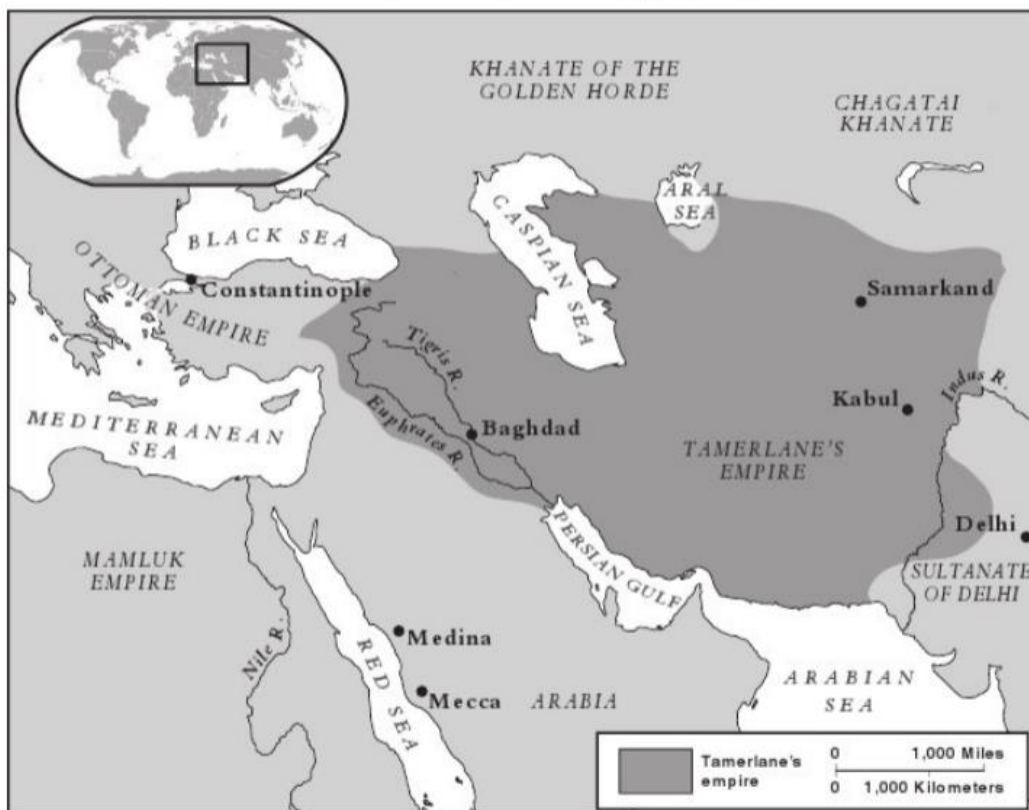 KHANATE OF THE
GOLDEN HORDE
CHAGATAI
KHANATE
ARAL
SEA
CASPIAN SEA
BLACK SEA
OTTOMAN EMPIRE
Constantinople
Samarkand
Tigris R.
Indus R.
Kabul
Euphrates R.
Baghdad
MEDITERRANEAN
SEA
TAMERLANE'S
EMPIRE
PERSIAN GULF
Delhi
SULTANATE
OF DELHI
MAMLUK
EMPIRE
Nile R.
Medina
RED SEA
Mecca
ARABIA
ARABIAN
SEA
Tamerlane's
empire
0 1,000 Miles
0 1,000 Kilometers